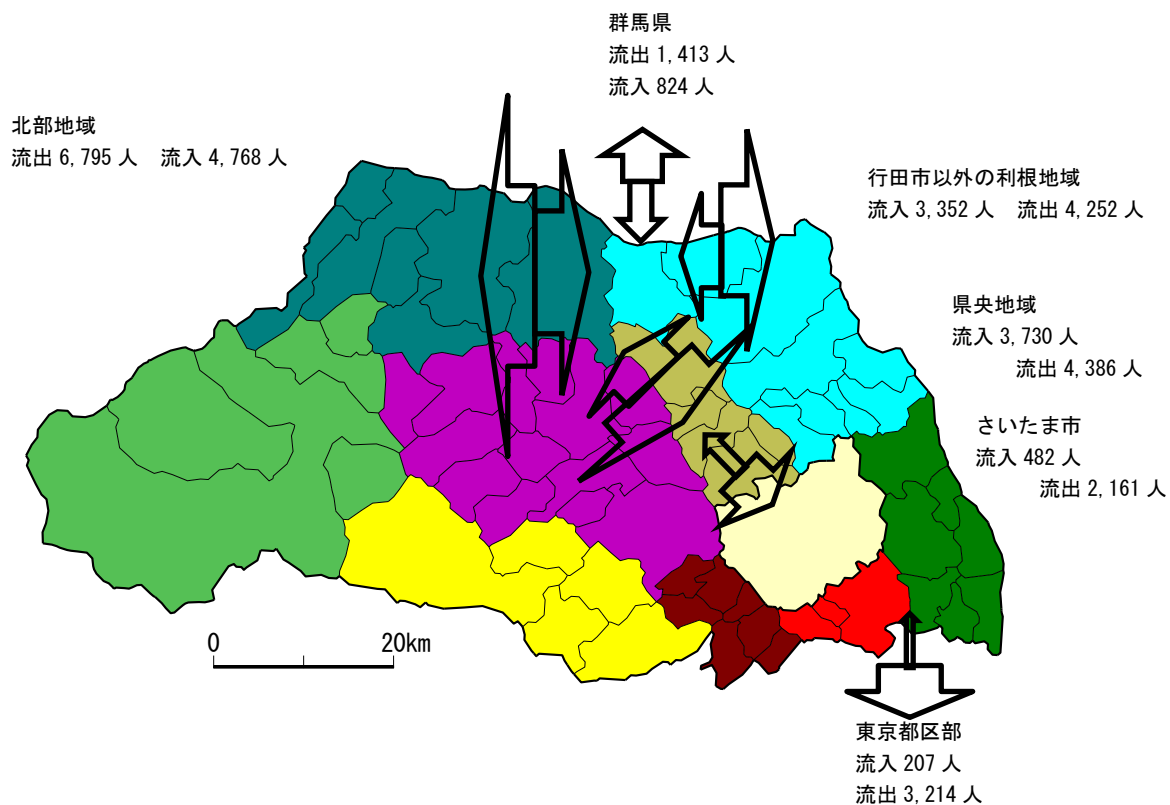 群馬県
流出 1,413 人
流入 824 人
北部地域
流出 6,795 人　流入 4,768 人
行田市以外の利根地域
流入 3,352 人　流出 4,252 人
県央地域
流入 3,730 人
流出 4,386 人
さいたま市
流入 482 人
流出 2,161 人
0　20km
東京都区部
流入 207 人
流出 3,214 人